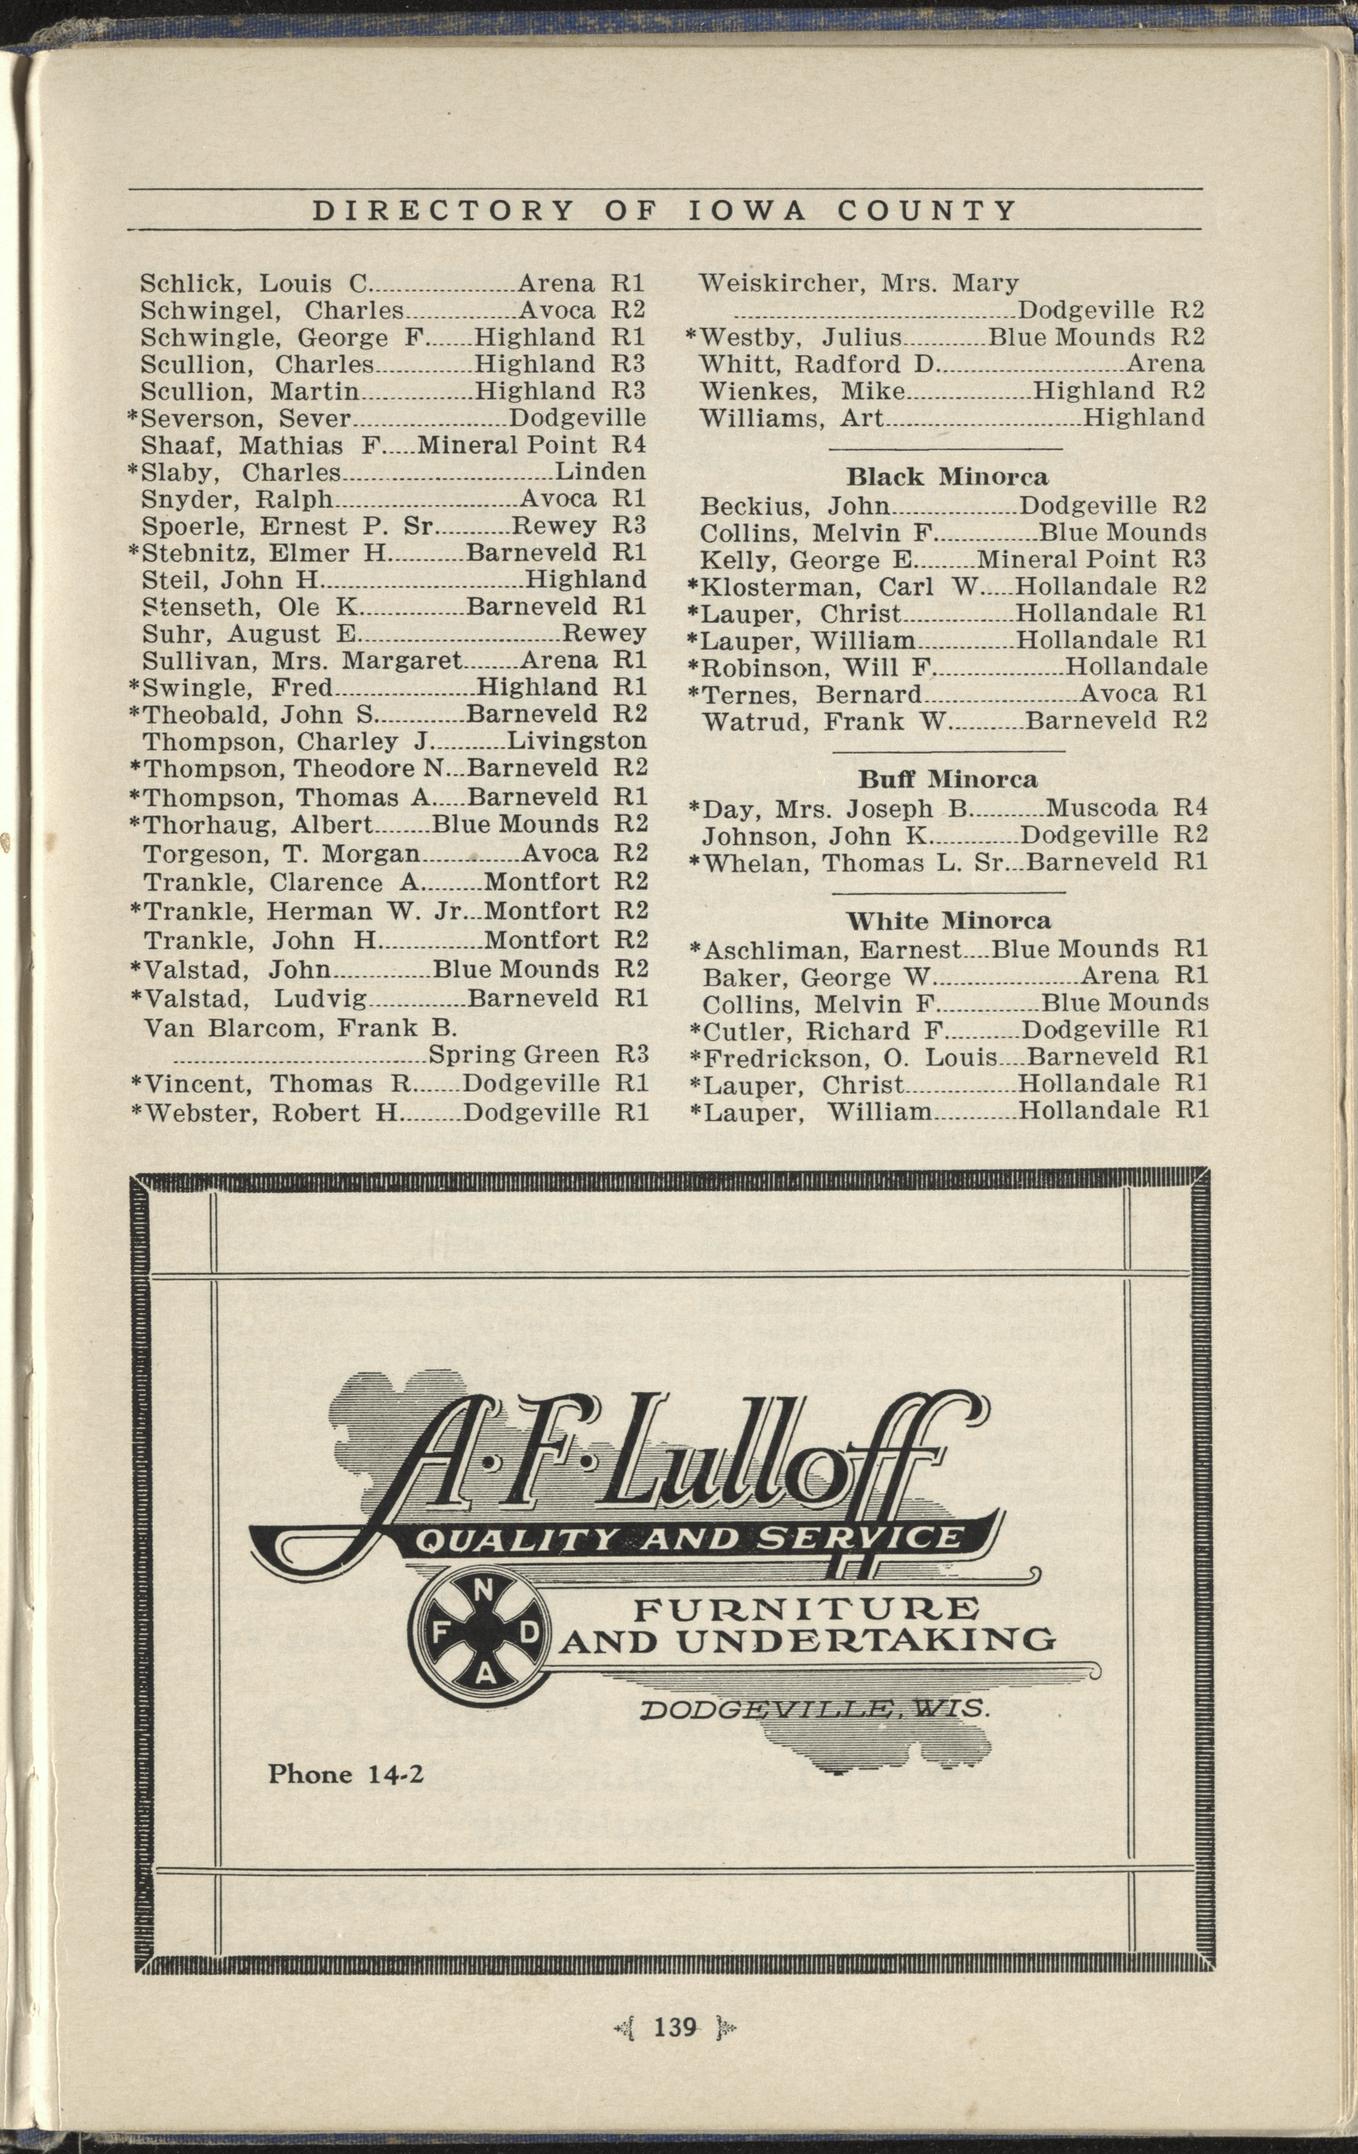 DIRECTORY OF IOWA COUNTY
Schlick, Louis C....................Arena R1
Schwingel, Charles...............Avoca R2
Schwingle, George F.......Highland R1
Scullion, Charles.............Highland R3
Scullion, Martin...............Highland R3
*Severson, Sever.....................Dodgeville
Shaaf, Mathias F.....Mineral Point R4
*Slaby, Charles............................Linden
Snyder, Ralph........................Avoca R1
Spoerle, Ernest P. Sr..........Rewey R3
*Stebnitz, Elmer H..........Barneveld R1
Steil, John H...........................Highland
Stenseth, Ole K..............Barneveld R1
Suhr, August E...........................Rewey
Sullivan, Mrs. Margaret.......Arena R1
*Swingle, Fred...................Highland R1
*Theobald, John S............Barneveld R2
Thompson, Charley J..........Livingston
*Thompson, Theodore N...Barneveld R2
*Thompson, Thomas A.....Barneveld R1
*Thorhaug, Albert.......Blue Mounds R2
Torgeson, T. Morgan.............Avoca R2
Trankle, Clarence A.........Montfort R2
*Trankle, Herman W. Jr...Montfort R2
Trankle, John H..............Montfort R2
*Valstad, John.............Blue Mounds R2
*Valstad, Ludvig.............Barneveld R1
Van Blarcom, Frank B.
..................................Spring Green R3
*Vincent, Thomas R......Dodgeville R1
*Webster, Robert H........Dodgeville R1
Weiskircher, Mrs. Mary
......................................Dodgeville R2
*Westby, Julius...........Blue Mounds R2
Whitt, Radford D.........................Arena
Wienkes, Mike.................Highland R2
Williams, Art..........................Highland
Black Minorca
Beckius, John.................Dodgeville R2
Collins, Melvin F..............Blue Mounds
Kelly, George E........Mineral Point R3
*Klosterman, Carl W.....Hollandale R2
*Lauper, Christ...............Hollandale R1
*Lauper, William.............Hollandale R1
*Robinson, Will F..................Hollandale
*Ternes, Bernard.....................Avoca R1
Watrud, Frank W..........Barneveld R2
Buff Minorca
*Day, Mrs. Joseph B..........Muscoda R4
Johnson, John K............Dodgeville R2
*Whelan, Thomas L. Sr...Barneveld R1
White Minorca
*Aschliman, Earnest....Blue Mounds R1
Baker, George W....................Arena R1
Collins, Melvin F..............Blue Mounds
*Cutler, Richard F..........Dodgeville R1
*Fredrickson, O. Louis....Barneveld R1
*Lauper, Christ...............Hollandale R1
*Lauper, William...........Hollandale R1
A·F·Lulloff
QUALITY AND SERVICE
NFDA
FURNITURE
AND UNDERTAKING
DODGEVILLE, WIS.
Phone 14-2
139